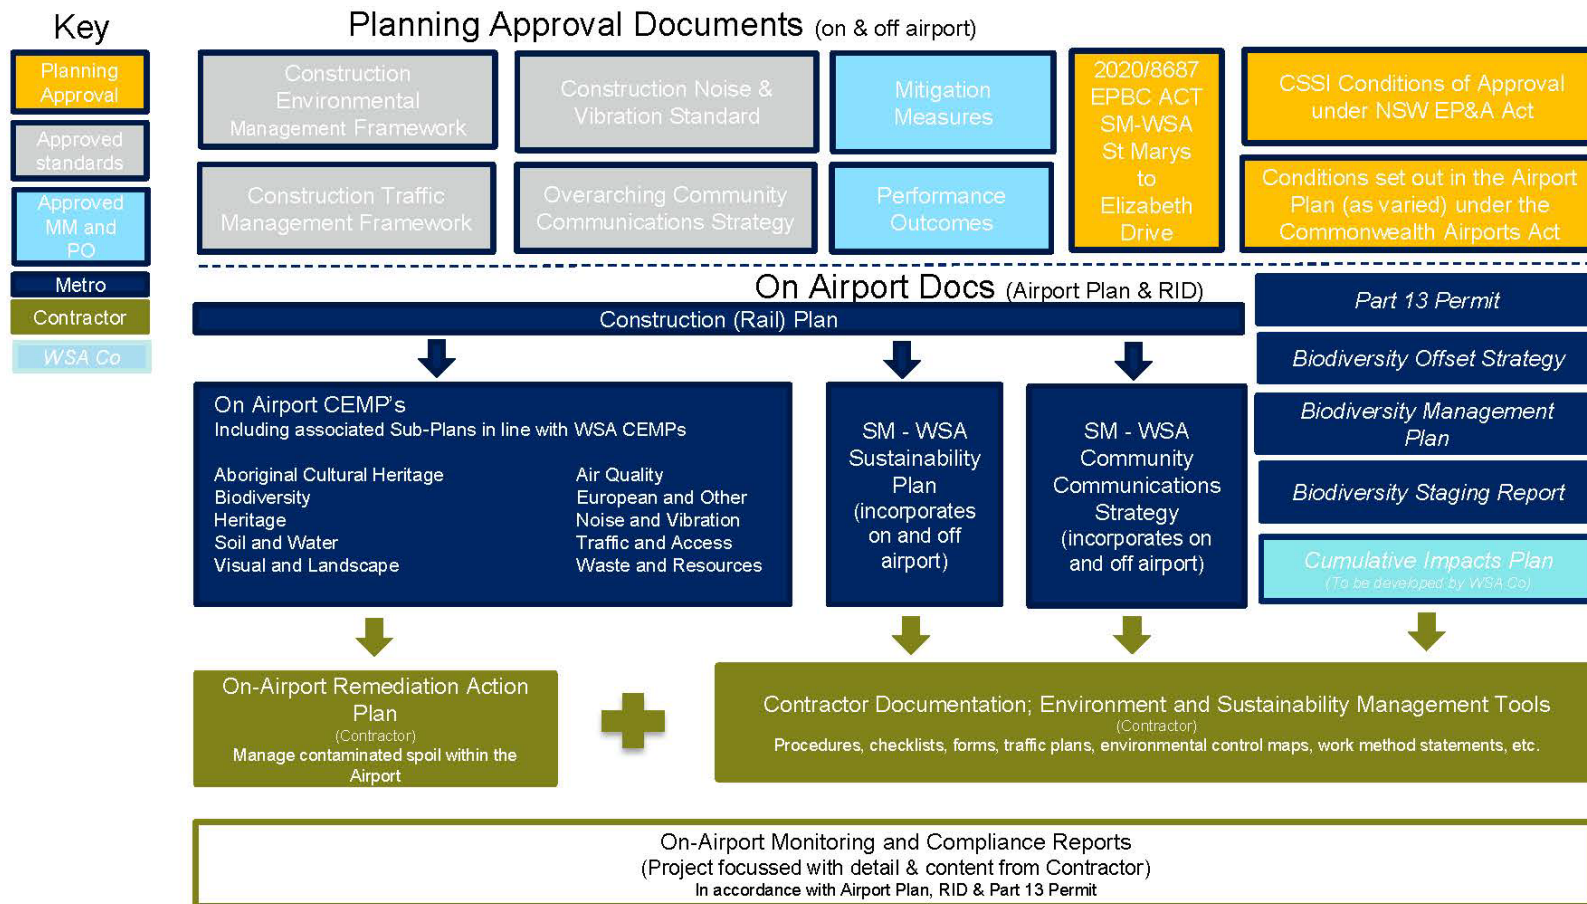 Key
Planning
Approval
Approved
standards
Approved
MM and
PO
Metro
Contractor
WSA Co
Planning Approval Documents (on & off airport)
Construction
Environmental
Management Framework
Construction Noise &
Vibration Standard
Mitigation
Measures
2020/8687
EPBC ACT
SM-WSA
St Marys
to
Elizabeth
Drive
CSSI Conditions of Approval
under NSW EP&A Act
Construction Traffic
Management Framework
Overarching Community
Communications Strategy
Performance
Outcomes
Conditions set out in the Airport
Plan (as varied) under the
Commonwealth Airports Act
On Airport Docs (Airport Plan & RID)
Construction (Rail) Plan
Part 13 Permit
Biodiversity Offset Strategy
Biodiversity Management
Plan
Biodiversity Staging Report
Cumulative Impacts Plan
(To be developed by WSA Co)
On Airport CEMP's
Including associated Sub-Plans in line with WSA CEMPs
Aboriginal Cultural Heritage
Biodiversity
Heritage
Soil and Water
Visual and Landscape
Air Quality
European and Other
Noise and Vibration
Traffic and Access
Waste and Resources
SM - WSA
Sustainability
Plan
(incorporates
on and off
airport)
SM - WSA
Community
Communications
Strategy
(incorporates on
and off airport)
On-Airport Remediation Action
Plan
(Contractor)
Manage contaminated spoil within the
Airport
Contractor Documentation; Environment and Sustainability Management Tools
(Contractor)
Procedures, checklists, forms, traffic plans, environmental control maps, work method statements, etc.
On-Airport Monitoring and Compliance Reports
(Project focussed with detail & content from Contractor)
In accordance with Airport Plan, RID & Part 13 Permit